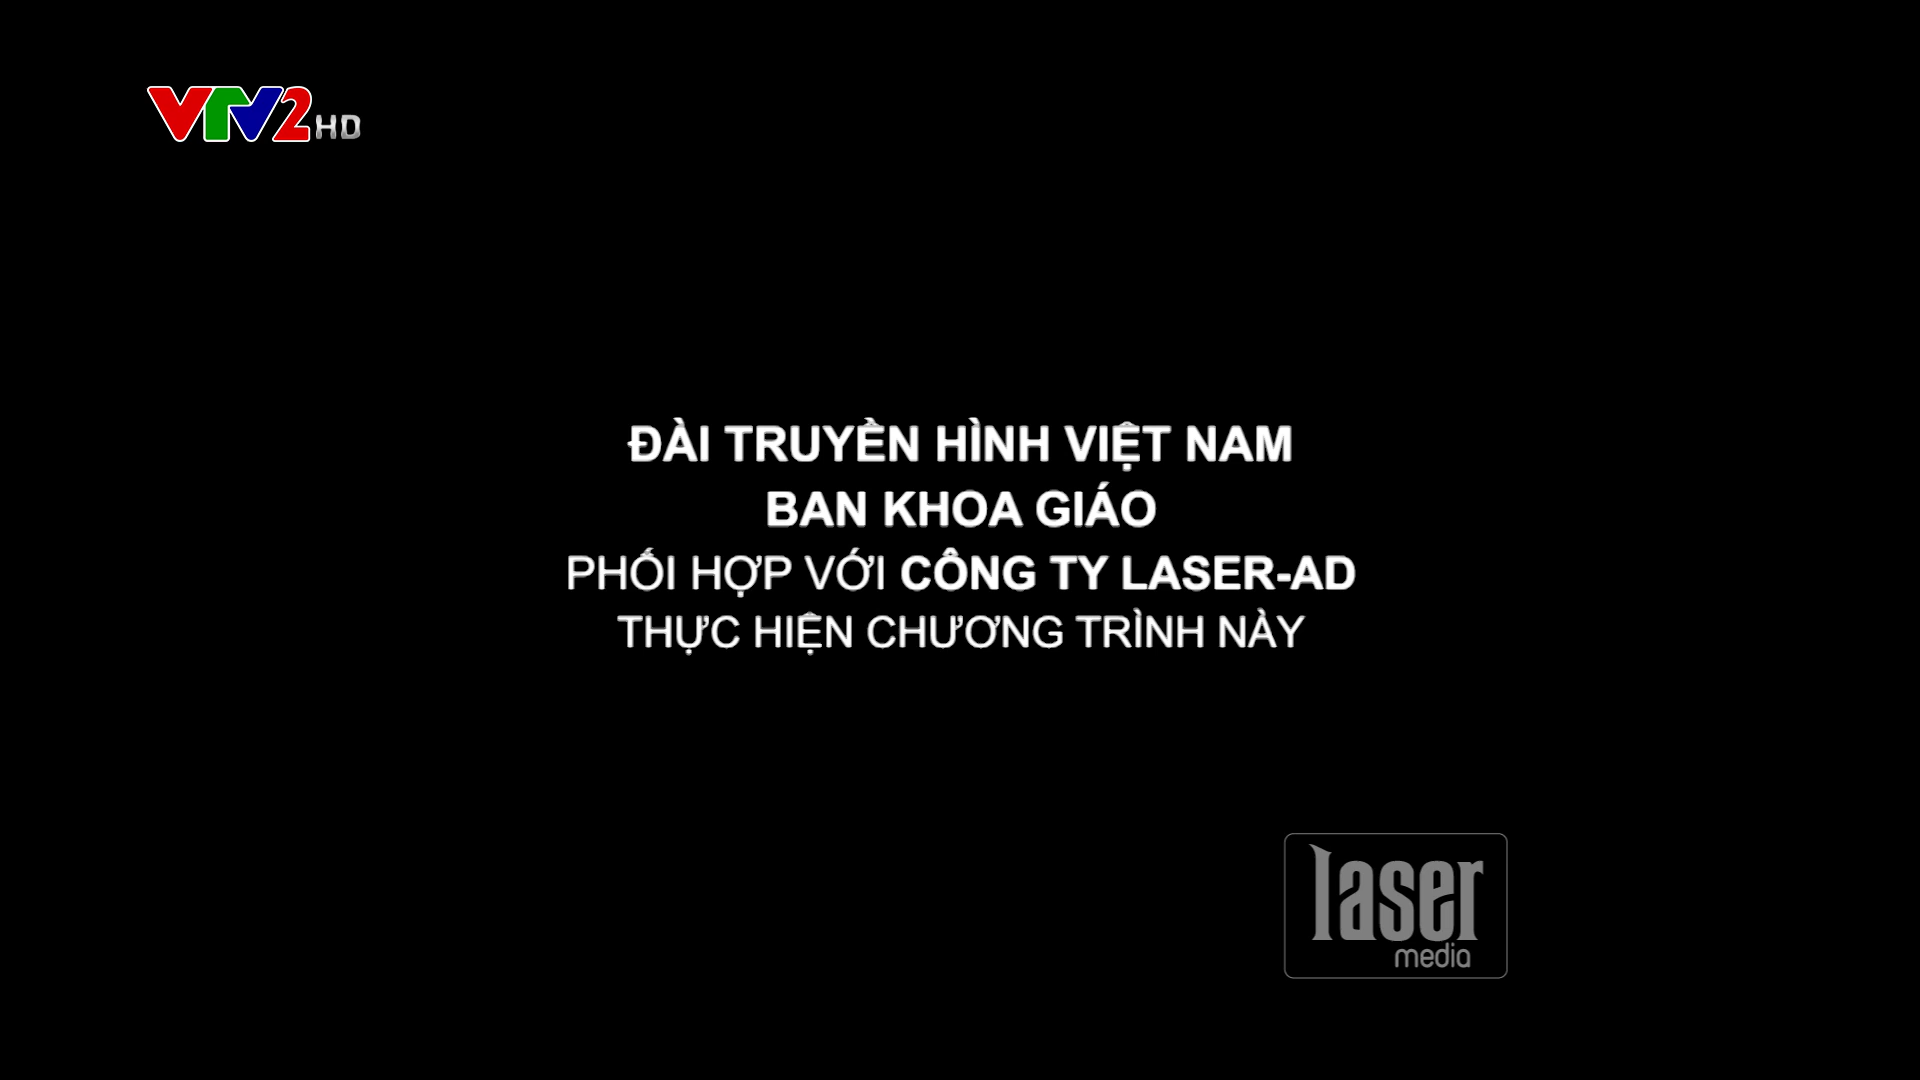 VTV2 HD
ĐÀI TRUYỀN HÌNH VIỆT NAM
BAN KHOA GIÁO
PHỐI HỢP VỚI CÔNG TY LASER-AD
THỰC HIỆN CHƯƠNG TRÌNH NÀY
laser
media